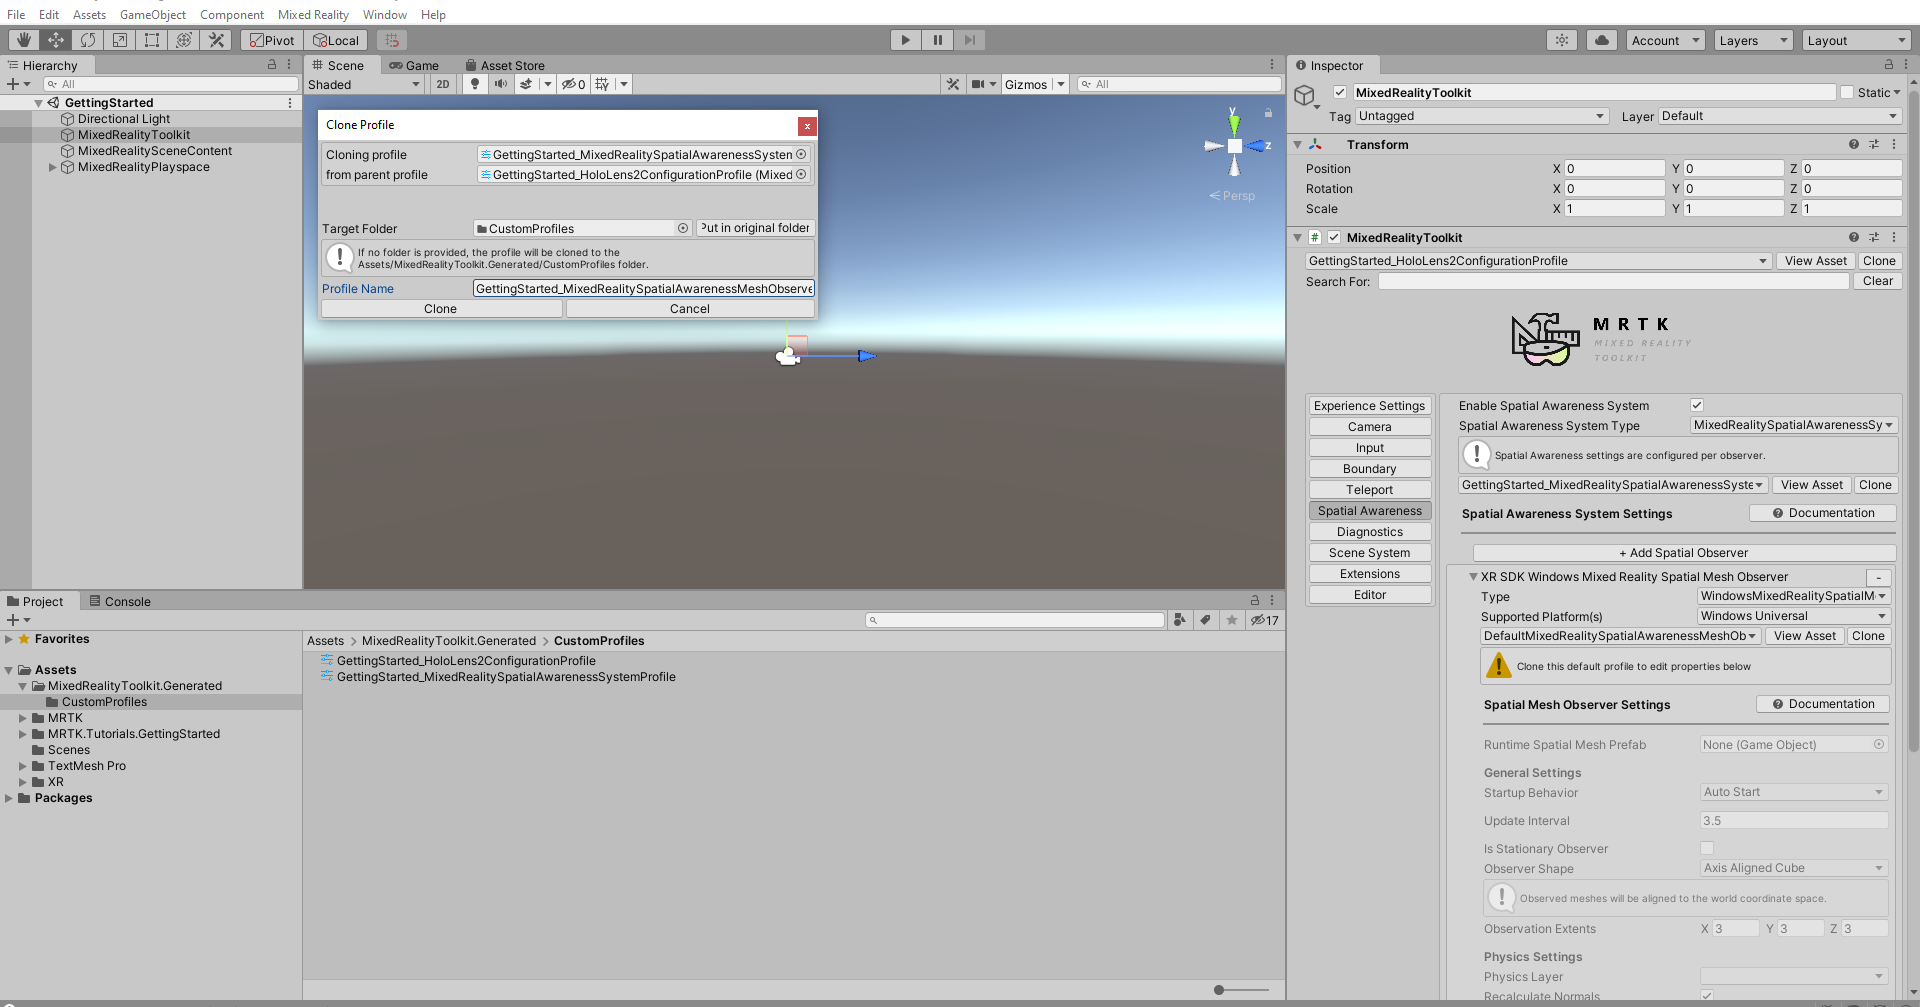 File Edit Assets GameObject Component Mixed Reality Window Help
Pivot Local Account Layers Layout
Hierarchy
All
GettingStarted
Directional Light
MixedRealityToolkit
MixedRealitySceneContent
MixedRealityPlayspace
Scene Game Asset Store
Shaded 2D 0 Gizmos All
y
z
Persp
Clone Profile
x
Cloning profile GettingStarted_MixedRealitySpatialAwarenessSystem
from parent profile GettingStarted_HoloLens2ConfigurationProfile (Mixed
Target Folder CustomProfiles Put in original folder
If no folder is provided, the profile will be cloned to the
Assets/MixedRealityToolkit.Generated/CustomProfiles folder.
Profile Name GettingStarted_MixedRealitySpatialAwarenessMeshObserve
Clone Cancel
Project Console
17
Favorites
Assets
MixedRealityToolkit.Generated
CustomProfiles
MRTK
MRTK.Tutorials.GettingStarted
Scenes
TextMesh Pro
XR
Packages
Assets > MixedRealityToolkit.Generated > CustomProfiles
GettingStarted_HoloLens2ConfigurationProfile
GettingStarted_MixedRealitySpatialAwarenessSystemProfile
Inspector
MixedRealityToolkit Static
Tag Untagged Layer Default
Transform
Position X 0 Y 0 Z 0
Rotation X 0 Y 0 Z 0
Scale X 1 Y 1 Z 1
# MixedRealityToolkit
GettingStarted_HoloLens2ConfigurationProfile View Asset Clone
Search For: Clear
MRTK
MIXED REALITY
TOOLKIT
Experience Settings
Camera
Input
Boundary
Teleport
Spatial Awareness
Diagnostics
Scene System
Extensions
Editor
Enable Spatial Awareness System
Spatial Awareness System Type MixedRealitySpatialAwarenessSy
Spatial Awareness settings are configured per observer.
GettingStarted_MixedRealitySpatialAwarenessSyste View Asset Clone
Spatial Awareness System Settings Documentation
+ Add Spatial Observer
XR SDK Windows Mixed Reality Spatial Mesh Observer -
Type WindowsMixedRealitySpatialM
Supported Platform(s) Windows Universal
DefaultMixedRealitySpatialAwarenessMeshOb View Asset Clone
Clone this default profile to edit properties below
Spatial Mesh Observer Settings Documentation
Runtime Spatial Mesh Prefab None (Game Object)
General Settings
Startup Behavior Auto Start
Update Interval 3.5
Is Stationary Observer
Observer Shape Axis Aligned Cube
Observed meshes will be aligned to the world coordinate space.
Observation Extents X 3 Y 3 Z 3
Physics Settings
Physics Layer
Recalculate Normals